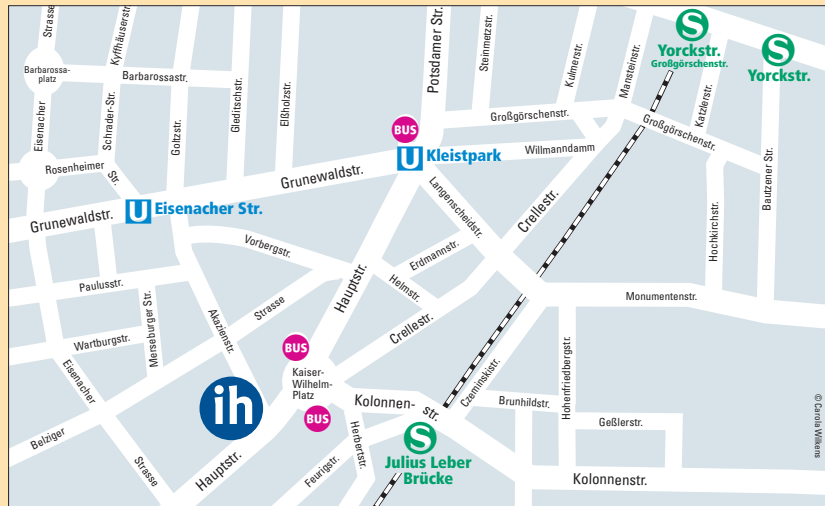 Strasse
Kyffhäuserstr.
Barbarossa-
platz
Barbarossastr.
Eisenacher
Schrader-Str.
Goltzstr.
Gleditschstr.
Elßholzstr.
Potsdamer Str.
Steinmetzstr.
Kulmerstr.
Mansteinstr.
S
Yorckstr.
Großgörschenstr.
S
Yorckstr.
Katzlerstr.
Großgörschenstr.
Großgörschenstr.
BUS
U Kleistpark
Willmanndamm
Rosenheimer
Str.
Grunewaldstr.
Grunewaldstr.
U Eisenacher Str.
Langenscheidtstr.
Crellestr.
Hochkirchstr.
Bautzener Str.
Vorbergstr.
Erdmannstr.
Hauptstr.
Helmstr.
Paulusstr.
Merseburger Str.
Akazienstr.
Strasse
Monumentenstr.
Wartburgstr.
Crellestr.
Eisenacher
BUS
Kaiser-
Wilhelm-
Platz
BUS
ih
Kolonnen-
str.
Czeminskistr.
Brunhildstr.
Hohenfriedbergstr.
Geßlerstr.
Belziger
Strasse
Hauptstr.
Herbertstr.
Feurigstr.
S
Julius Leber
Brücke
Kolonnenstr.
© Carola Wilkens